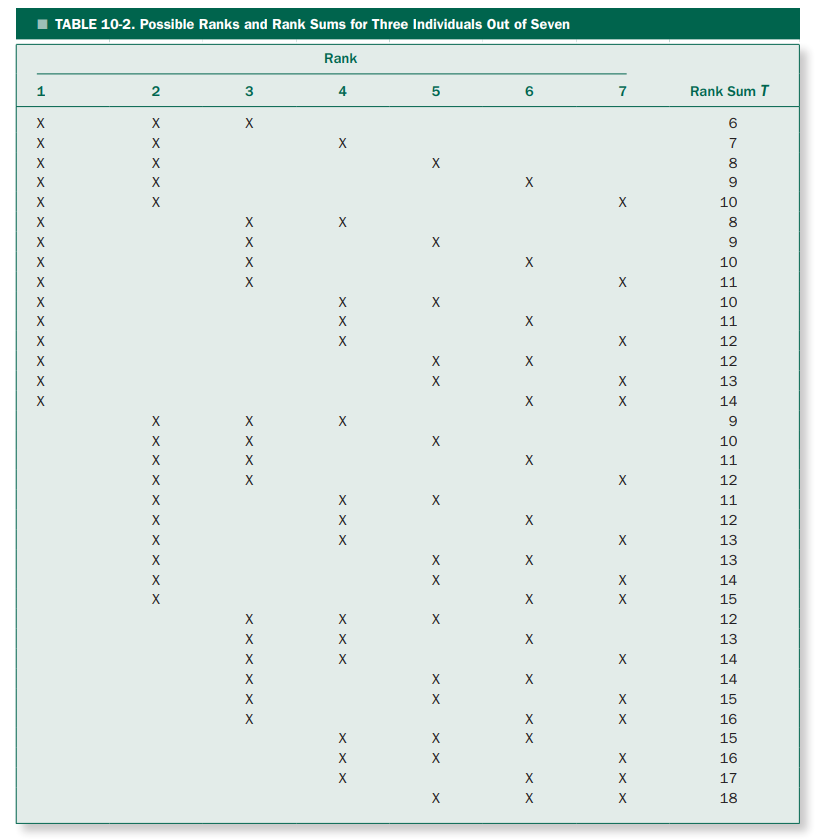 TABLE 10-2. Possible Ranks and Rank Sums for Three Individuals Out of Seven
Rank
1 2 3 4 5 6 7 Rank Sum T
X X X 6
X X X 7
X X X 8
X X X 9
X X X 10
X X X 8
X X X 9
X X X 10
X X X 11
X X X 10
X X X 11
X X X 12
X X X 12
X X X 13
X X X 14
X X X 9
X X X 10
X X X 11
X X X 12
X X X 11
X X X 12
X X X 13
X X X 13
X X X 14
X X X 15
X X X 12
X X X 13
X X X 14
X X X 14
X X X 15
X X X 16
X X X 15
X X X 16
X X X 17
X X X 18